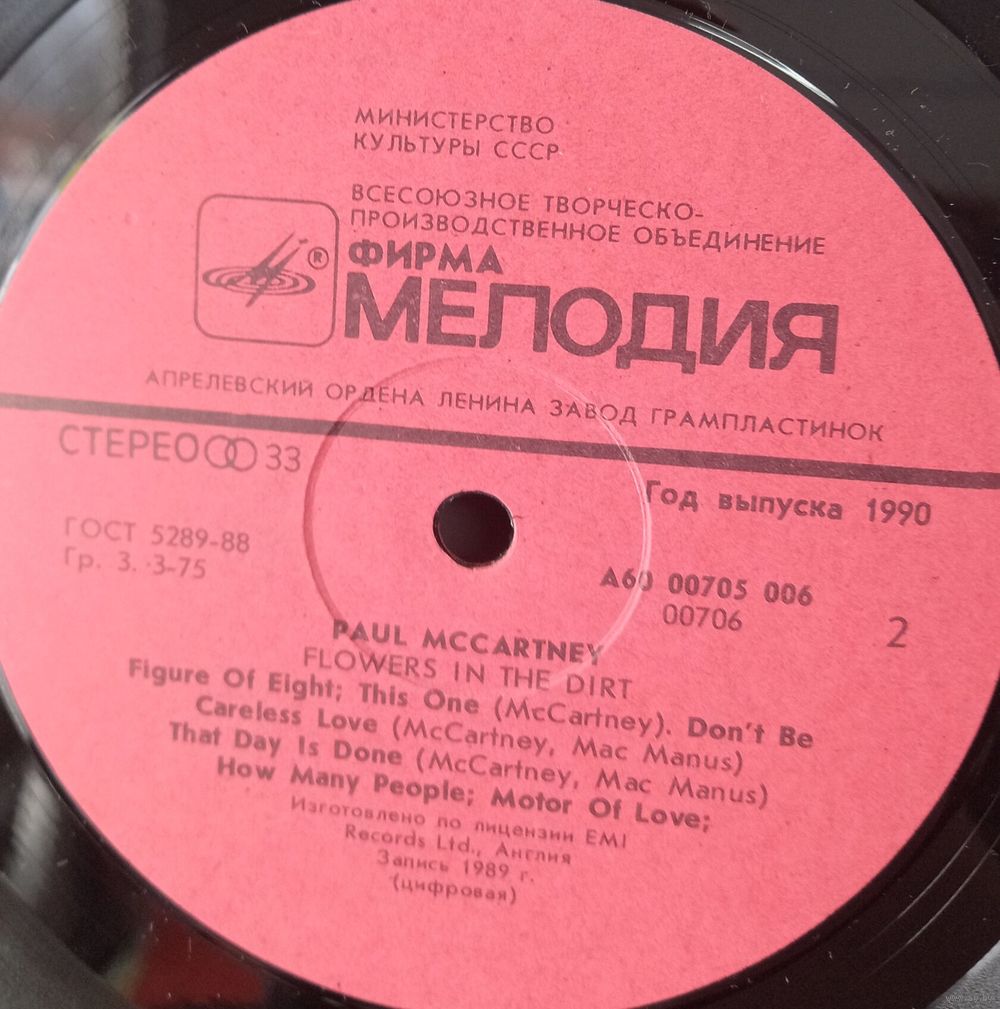 МИНИСТЕРСТВО
КУЛЬТУРЫ СССР
ВСЕСОЮЗНОЕ ТВОРЧЕСКО-
ПРОИЗВОДСТВЕННОЕ ОБЪЕДИНЕНИЕ
®
ФИРМА
МЕЛОДИЯ
АПРЕЛЕВСКИЙ ОРДЕНА ЛЕНИНА ЗАВОД ГРАМПЛАСТИНОК
СТЕРЕО 33
Год выпуска 1990
ГОСТ 5289-88
Гр. 3. 3-75
А60 00705 006
00706
2
PAUL MCCARTNEY
FLOWERS IN THE DIRT
Figure Of Eight; This One (McCartney). Don't Be
Careless Love (McCartney, Mac Manus)
That Day Is Done (McCartney, Mac Manus)
How Many People; Motor Of Love;
Изготовлено по лицензии EMI
Records Ltd., Англия
Запись 1989 г.
(цифровая)